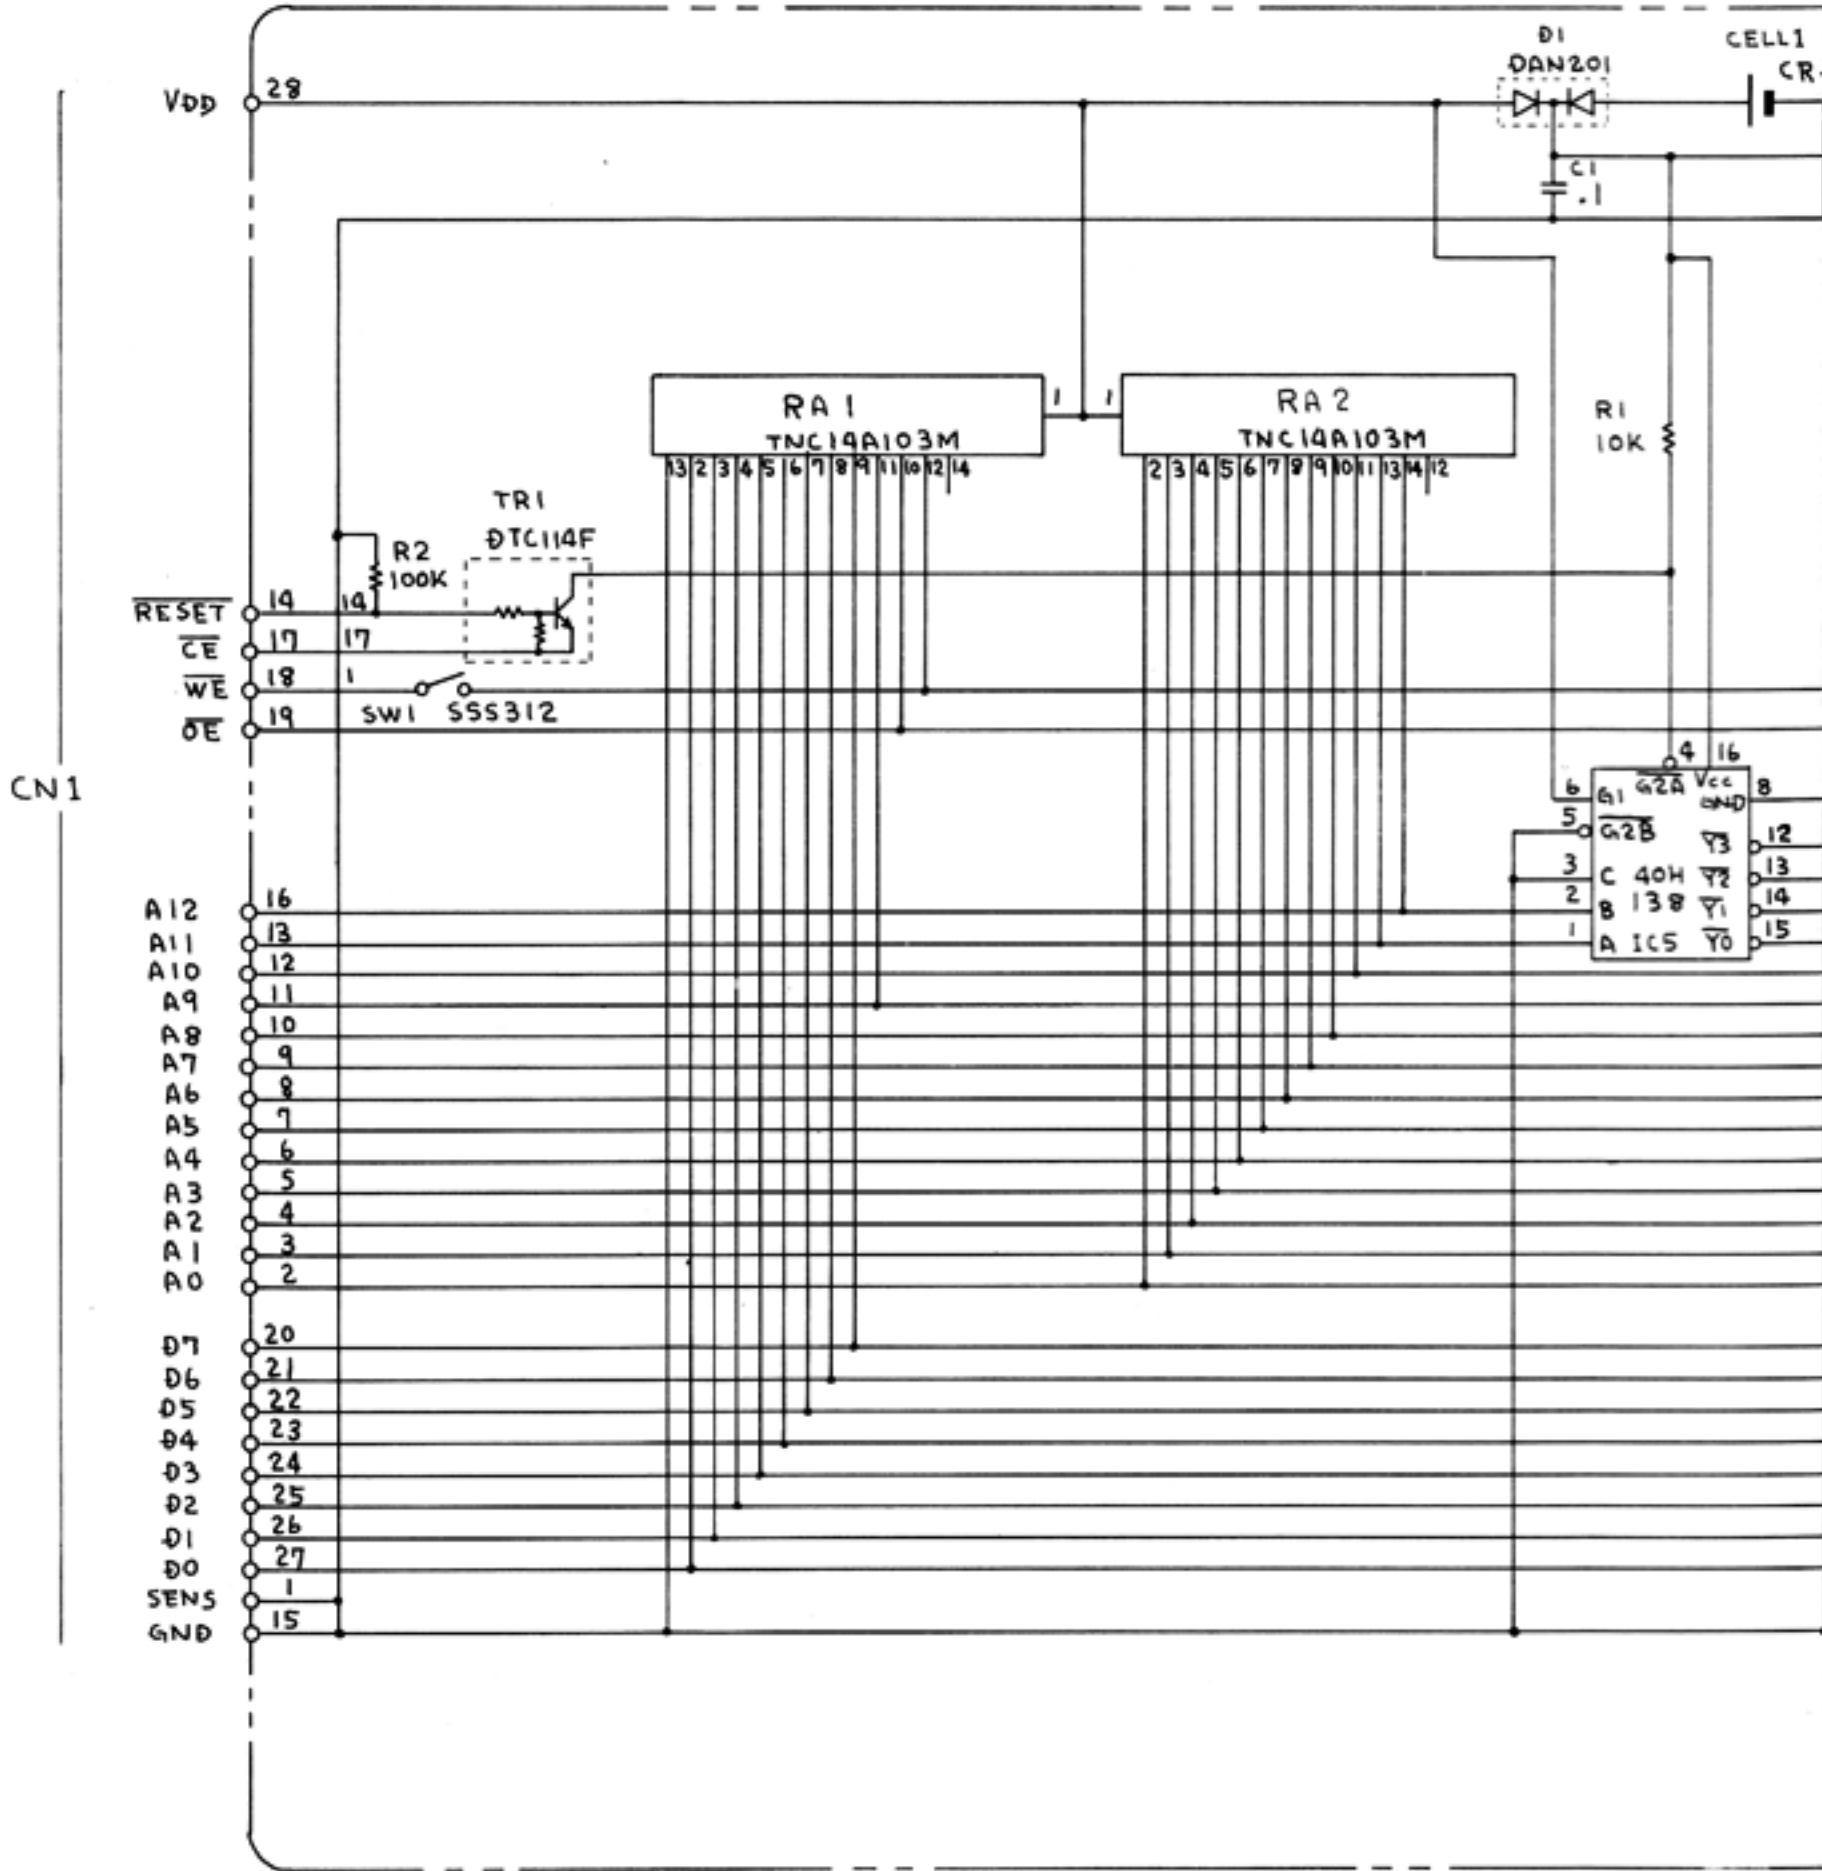 D1
DAN201
CELL1
CR
VDD 28
C1
.1
RA 1
TNC14A103M
1
1
RA 2
TNC14A103M
13 2 3 4 5 6 7 8 9 11 10 12 14
2 3 4 5 6 7 8 9 10 11 13 14 12
R1
10K
TR1
DTC114F
R2
100K
RESET 14 14
CE 17 17
WE 18 1
SW1 SSS312
OE 19
CN1
4 16
6 G1 G2A Vcc GND 8
5 G2B Y3 12
3 C 40H Y2 13
2 B 138 Y1 14
1 A IC5 Y0 15
A12 16
A11 13
A10 12
A9 11
A8 10
A7 9
A6 8
A5 7
A4 6
A3 5
A2 4
A1 3
A0 2
D7 20
D6 21
D5 22
D4 23
D3 24
D2 25
D1 26
D0 27
SENS 1
GND 15